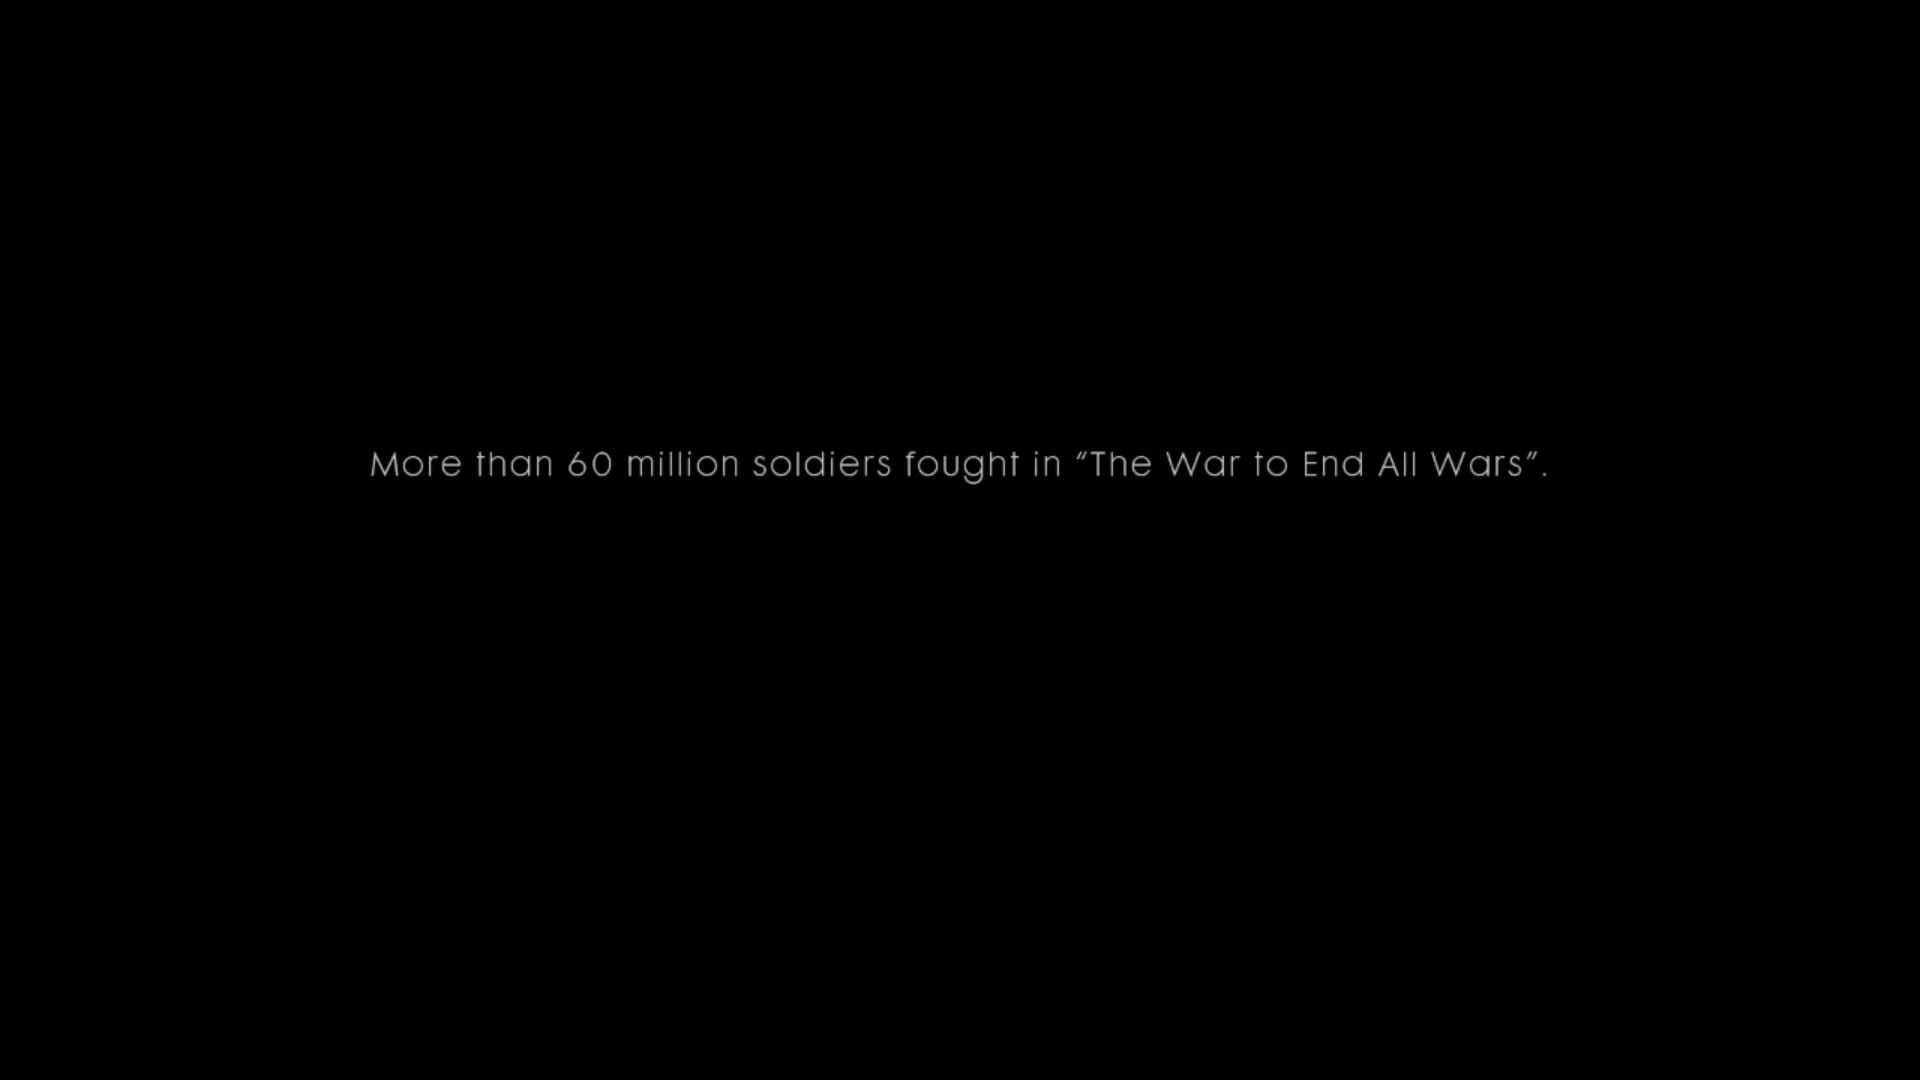 More than 60 million soldiers fought in “The War to End All Wars”.